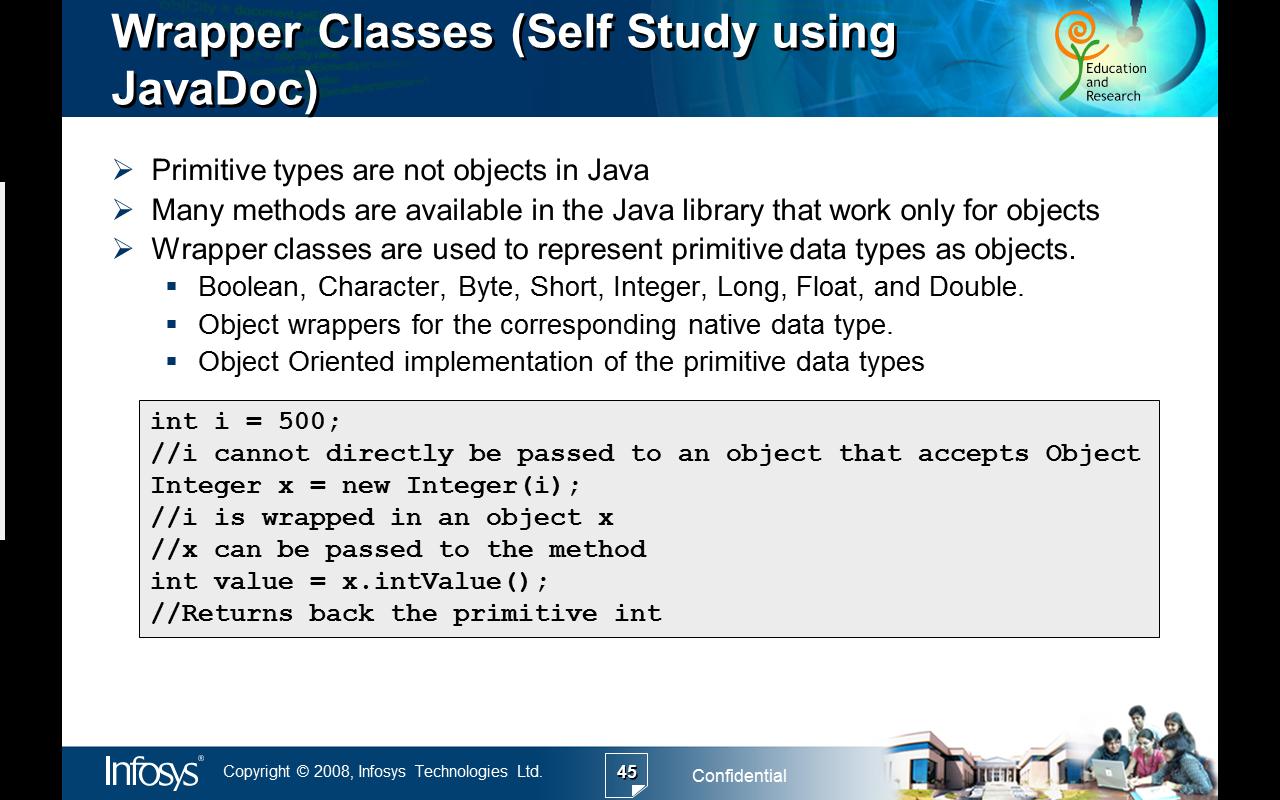 Wrapper Classes (Self Study using
JavaDoc)
Education
and
Research
Primitive types are not objects in Java
Many methods are available in the Java library that work only for objects
Wrapper classes are used to represent primitive data types as objects.
Boolean, Character, Byte, Short, Integer, Long, Float, and Double.
Object wrappers for the corresponding native data type.
Object Oriented implementation of the primitive data types
int i = 500;
//i cannot directly be passed to an object that accepts Object
Integer x = new Integer(i);
//i is wrapped in an object x
//x can be passed to the method
int value = x.intValue();
//Returns back the primitive int
Infosys® Copyright © 2008, Infosys Technologies Ltd. 45 Confidential